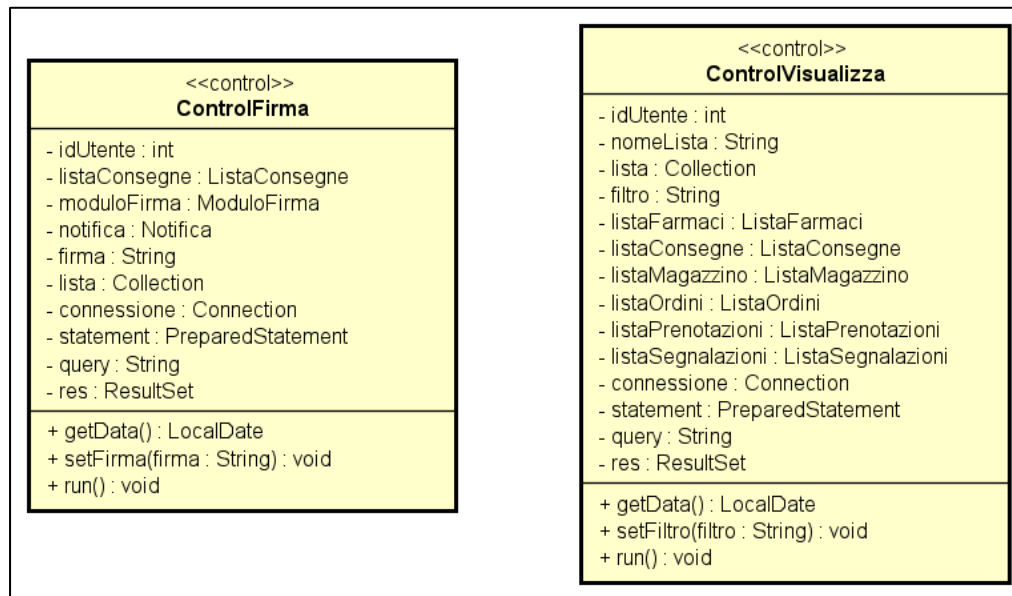 <<control>>
ControlFirma
- idUtente : int
- listaConsegne : ListaConsegne
- moduloFirma : ModuloFirma
- notifica : Notifica
- firma : String
- lista : Collection
- connessione : Connection
- statement : PreparedStatement
- query : String
- res : ResultSet
+ getData() : LocalDate
+ setFirma(firma : String) : void
+ run() : void
<<control>>
ControlVisualizza
- idUtente : int
- nomeLista : String
- lista : Collection
- filtro : String
- listaFarmaci : ListaFarmaci
- listaConsegne : ListaConsegne
- listaMagazzino : ListaMagazzino
- listaOrdini : ListaOrdini
- listaPrenotazioni : ListaPrenotazioni
- listaSegnalazioni : ListaSegnalazioni
- connessione : Connection
- statement : PreparedStatement
- query : String
- res : ResultSet
+ getData() : LocalDate
+ setFiltro(filtro : String) : void
+ run() : void